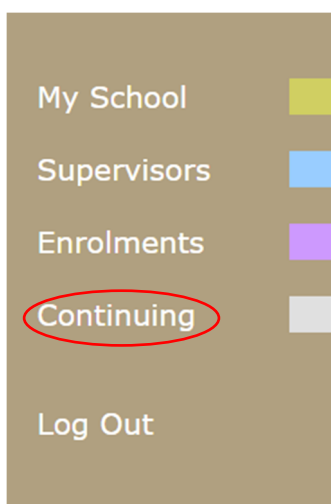 My School
Supervisors
Enrolments
Continuing
Log Out